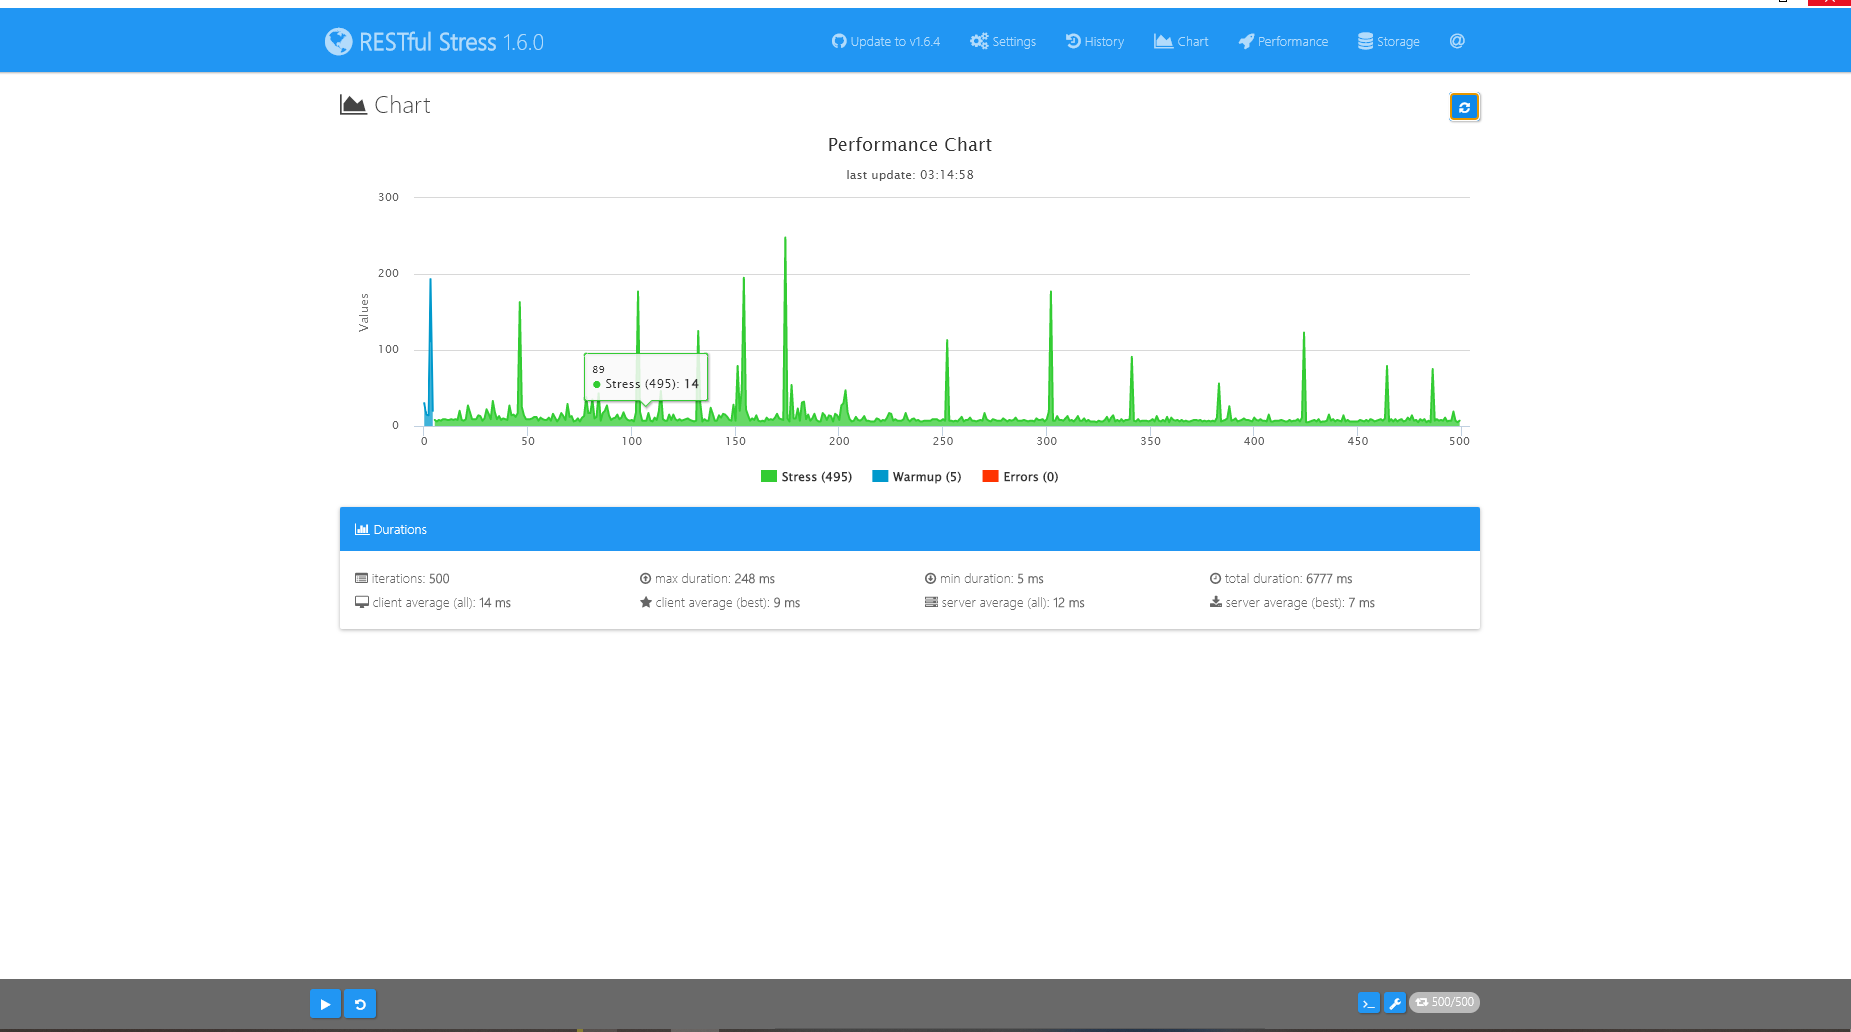 RESTful Stress 1.6.0
Update to v1.6.4
Settings
History
Chart
Performance
Storage
@
Chart
Performance Chart
last update: 03:14:58
Values
300
200
100
0
89
Stress (495): 14
0 50 100 150 200 250 300 350 400 450 500
Stress (495) Warmup (5) Errors (0)
Durations
iterations: 500
max duration: 248 ms
min duration: 5 ms
total duration: 6777 ms
client average (all): 14 ms
client average (best): 9 ms
server average (all): 12 ms
server average (best): 7 ms
500/500